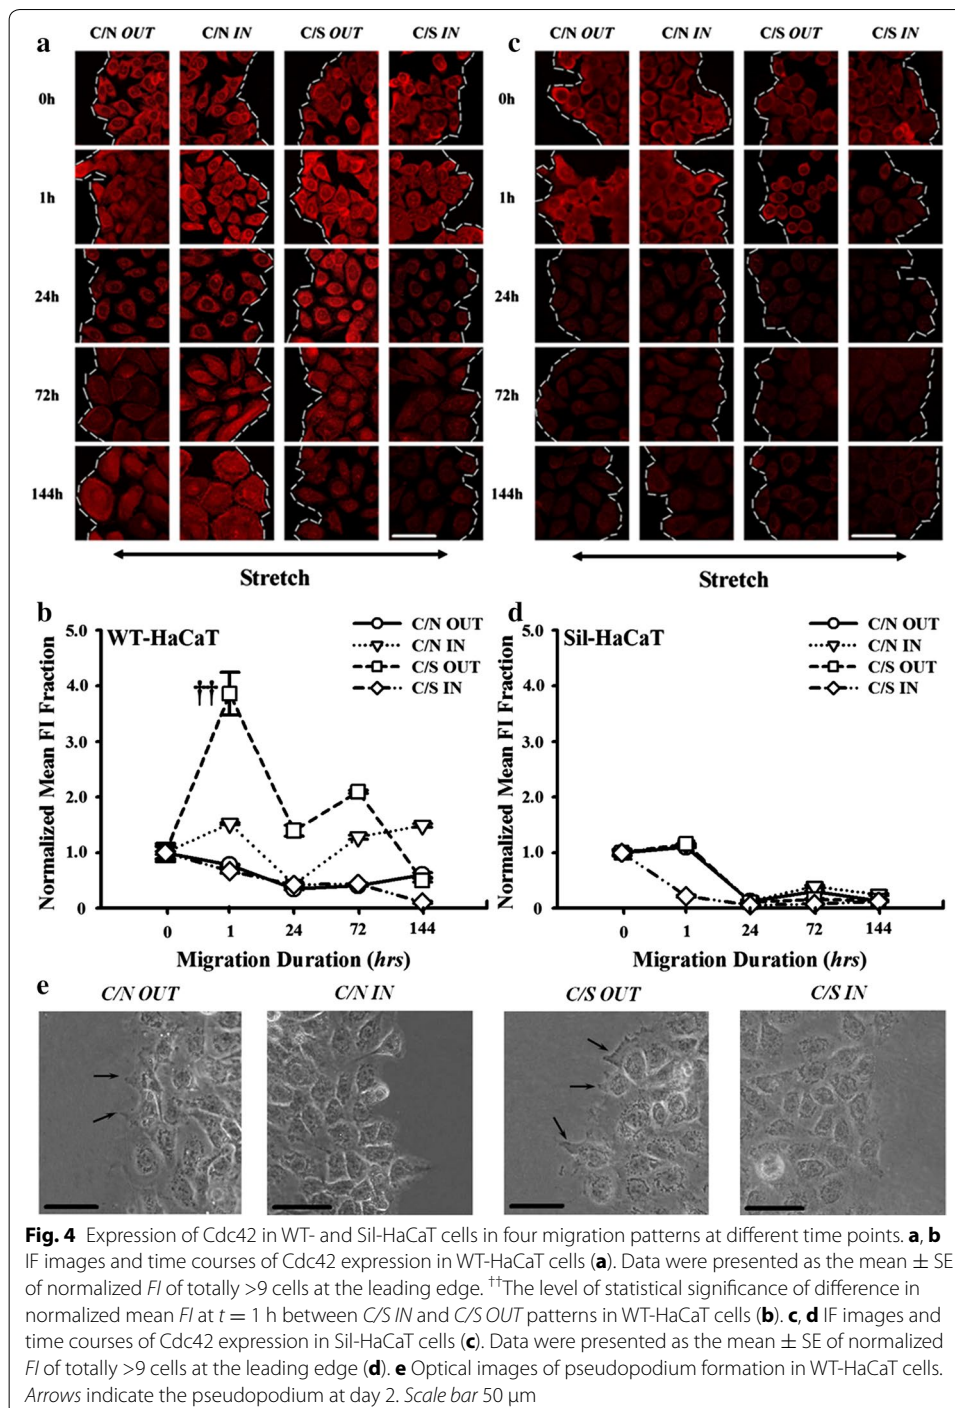 a
C/N OUT C/N IN C/S OUT C/S IN
0h
1h
24h
72h
144h
Stretch
c
C/N OUT C/N IN C/S OUT C/S IN
0h
1h
24h
72h
144h
Stretch
b
WT-HaCaT
C/N OUT
C/N IN
C/S OUT
C/S IN
††
Normalized Mean FI Fraction
5.0
4.0
3.0
2.0
1.0
0
0 1 24 72 144
Migration Duration (hrs)
d
Sil-HaCaT
C/N OUT
C/N IN
C/S OUT
C/S IN
Normalized Mean FI Fraction
5.0
4.0
3.0
2.0
1.0
0
0 1 24 72 144
Migration Duration (hrs)
e
C/N OUT C/N IN C/S OUT C/S IN
Fig. 4 Expression of Cdc42 in WT- and Sil-HaCaT cells in four migration patterns at different time points. a, b
IF images and time courses of Cdc42 expression in WT-HaCaT cells (a). Data were presented as the mean ± SE
of normalized FI of totally >9 cells at the leading edge. ††The level of statistical significance of difference in
normalized mean FI at t = 1 h between C/S IN and C/S OUT patterns in WT-HaCaT cells (b). c, d IF images and
time courses of Cdc42 expression in Sil-HaCaT cells (c). Data were presented as the mean ± SE of normalized
FI of totally >9 cells at the leading edge (d). e Optical images of pseudopodium formation in WT-HaCaT cells.
Arrows indicate the pseudopodium at day 2. Scale bar 50 µm